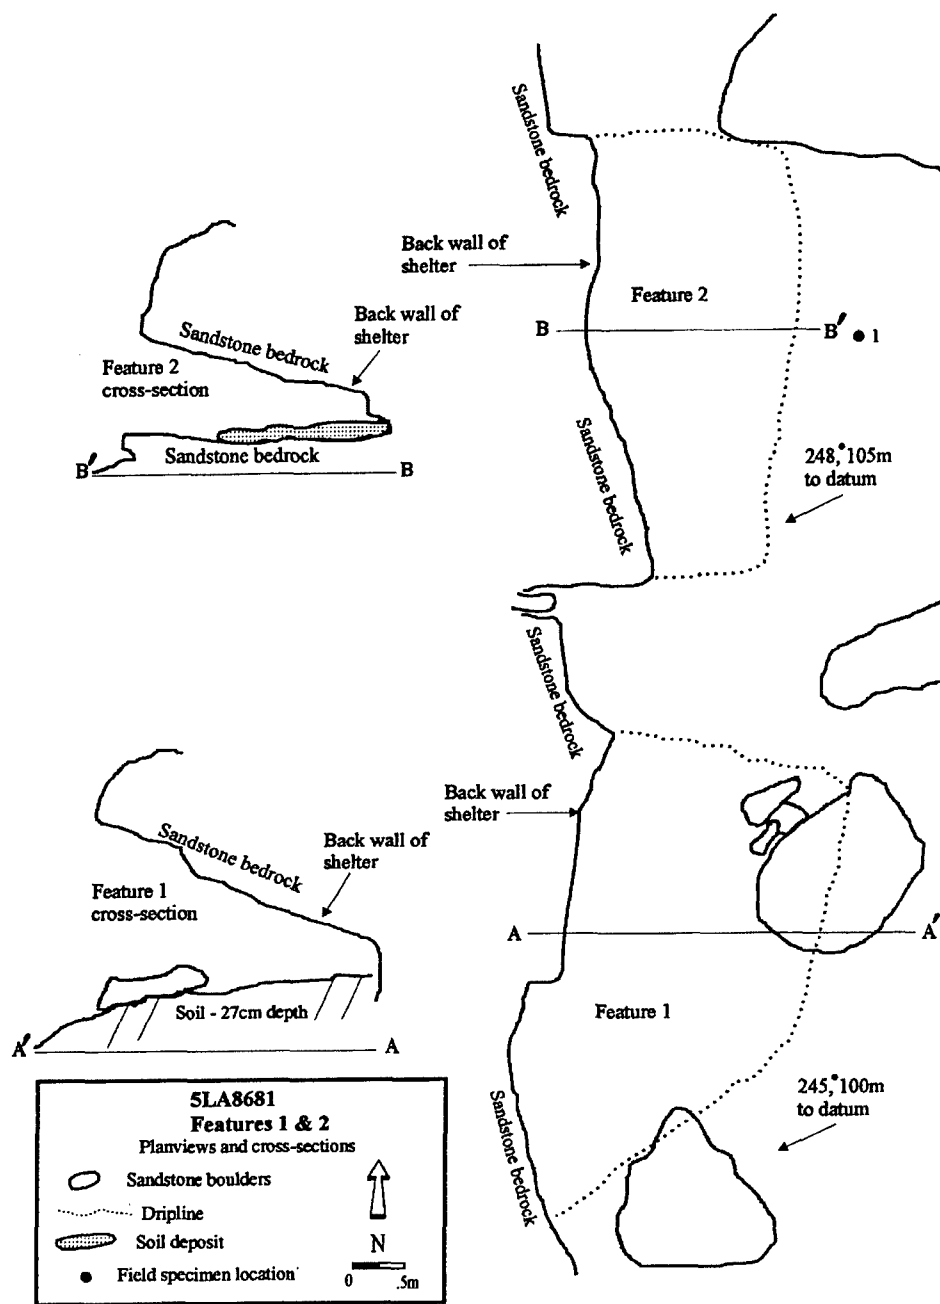 Sandstone bedrock
Back wall of
shelter
Feature 2
B
B'
1
Sandstone bedrock
248,° 105m
to datum
Back wall of
shelter
Sandstone bedrock
Feature 2
cross-section
Sandstone bedrock
B'
B
Sandstone bedrock
Back wall of
shelter
A
A'
Feature 1
Sandstone bedrock
245,° 100m
to datum
Sandstone bedrock
Back wall of
shelter
Feature 1
cross-section
Soil - 27cm depth
A'
A
5LA8681
Features 1 & 2
Planviews and cross-sections
Sandstone boulders
Dripline
Soil deposit
Field specimen location
N
0 .5m